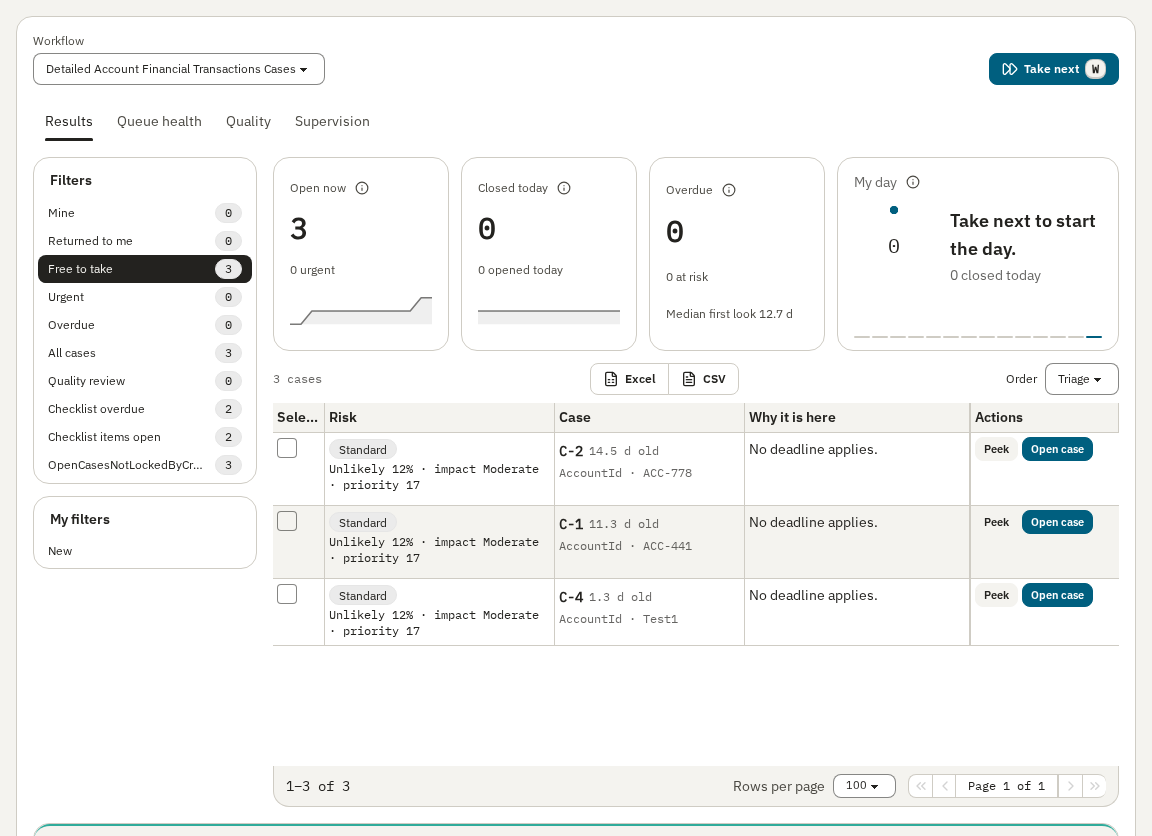 Workflow
Detailed Account Financial Transactions Cases
Take next W
Results Queue health Quality Supervision
Filters
Mine 0
Returned to me 0
Free to take 3
Urgent 0
Overdue 0
All cases 3
Quality review 0
Checklist overdue 2
Checklist items open 2
OpenCasesNotLockedByCr... 3
My filters
New
Open now
3
0 urgent
Closed today
0
0 opened today
Overdue
0
0 at risk
Median first look 12.7 d
My day
0
Take next to start
the day.
0 closed today
3 cases
Excel CSV
Order Triage
Sele... Risk Case Why it is here Actions
Standard
Unlikely 12% · impact Moderate
· priority 17
C-2 14.5 d old
AccountId · ACC-778
No deadline applies.
Peek Open case
Standard
Unlikely 12% · impact Moderate
· priority 17
C-1 11.3 d old
AccountId · ACC-441
No deadline applies.
Peek Open case
Standard
Unlikely 12% · impact Moderate
· priority 17
C-4 1.3 d old
AccountId · Test1
No deadline applies.
Peek Open case
1–3 of 3
Rows per page 100
Page 1 of 1